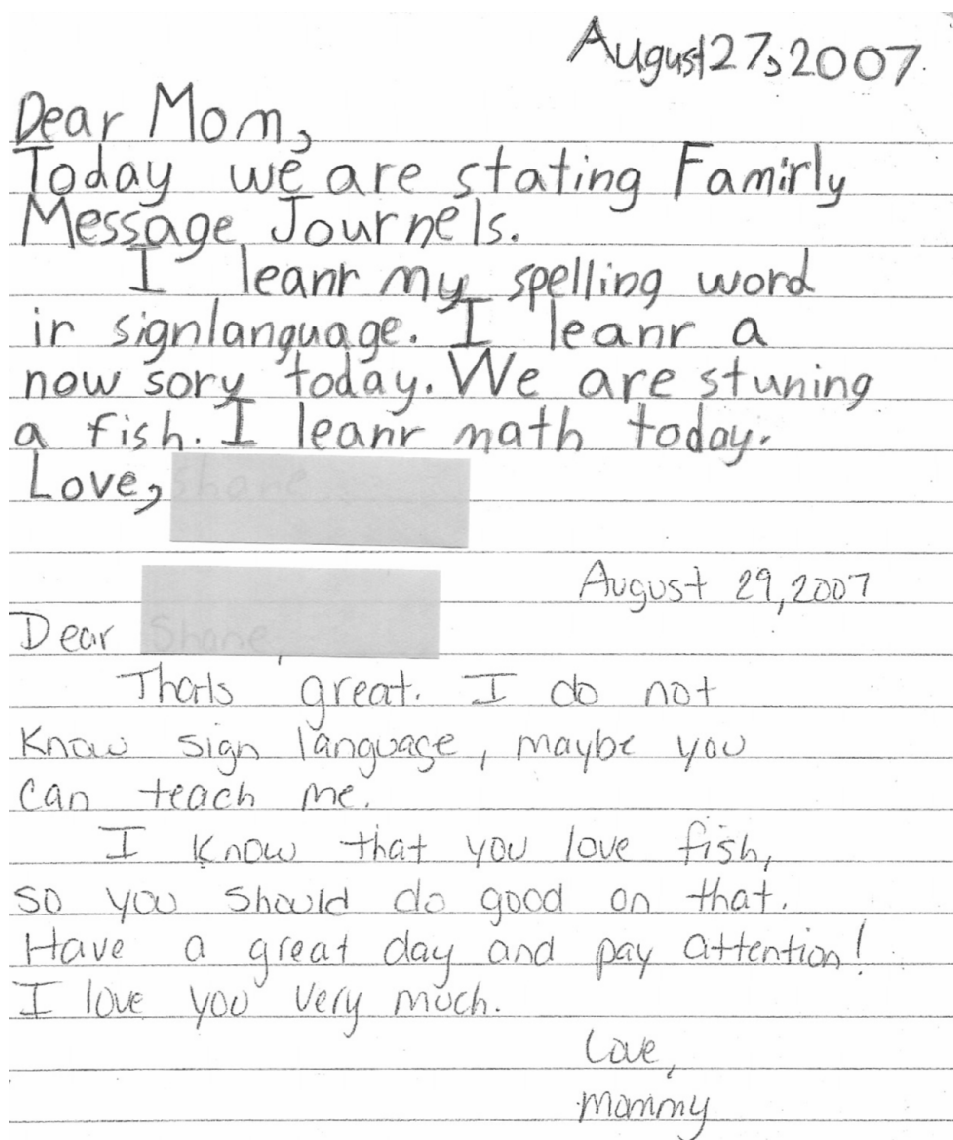 August 27, 2007.
Dear Mom,
Today we are stating Famirly
Message Journels.
I leanr my spelling word
ir signlanguage. I leanr a
now sory today. We are stuning
a fish. I leanr math today.
Love,
August 29, 2007
Dear
Thats great. I do not
know sign language, maybe you
can teach me.
I know that you love fish,
so you should do good on that.
Have a great day and pay attention!
I love you very much.
Love,
mommy